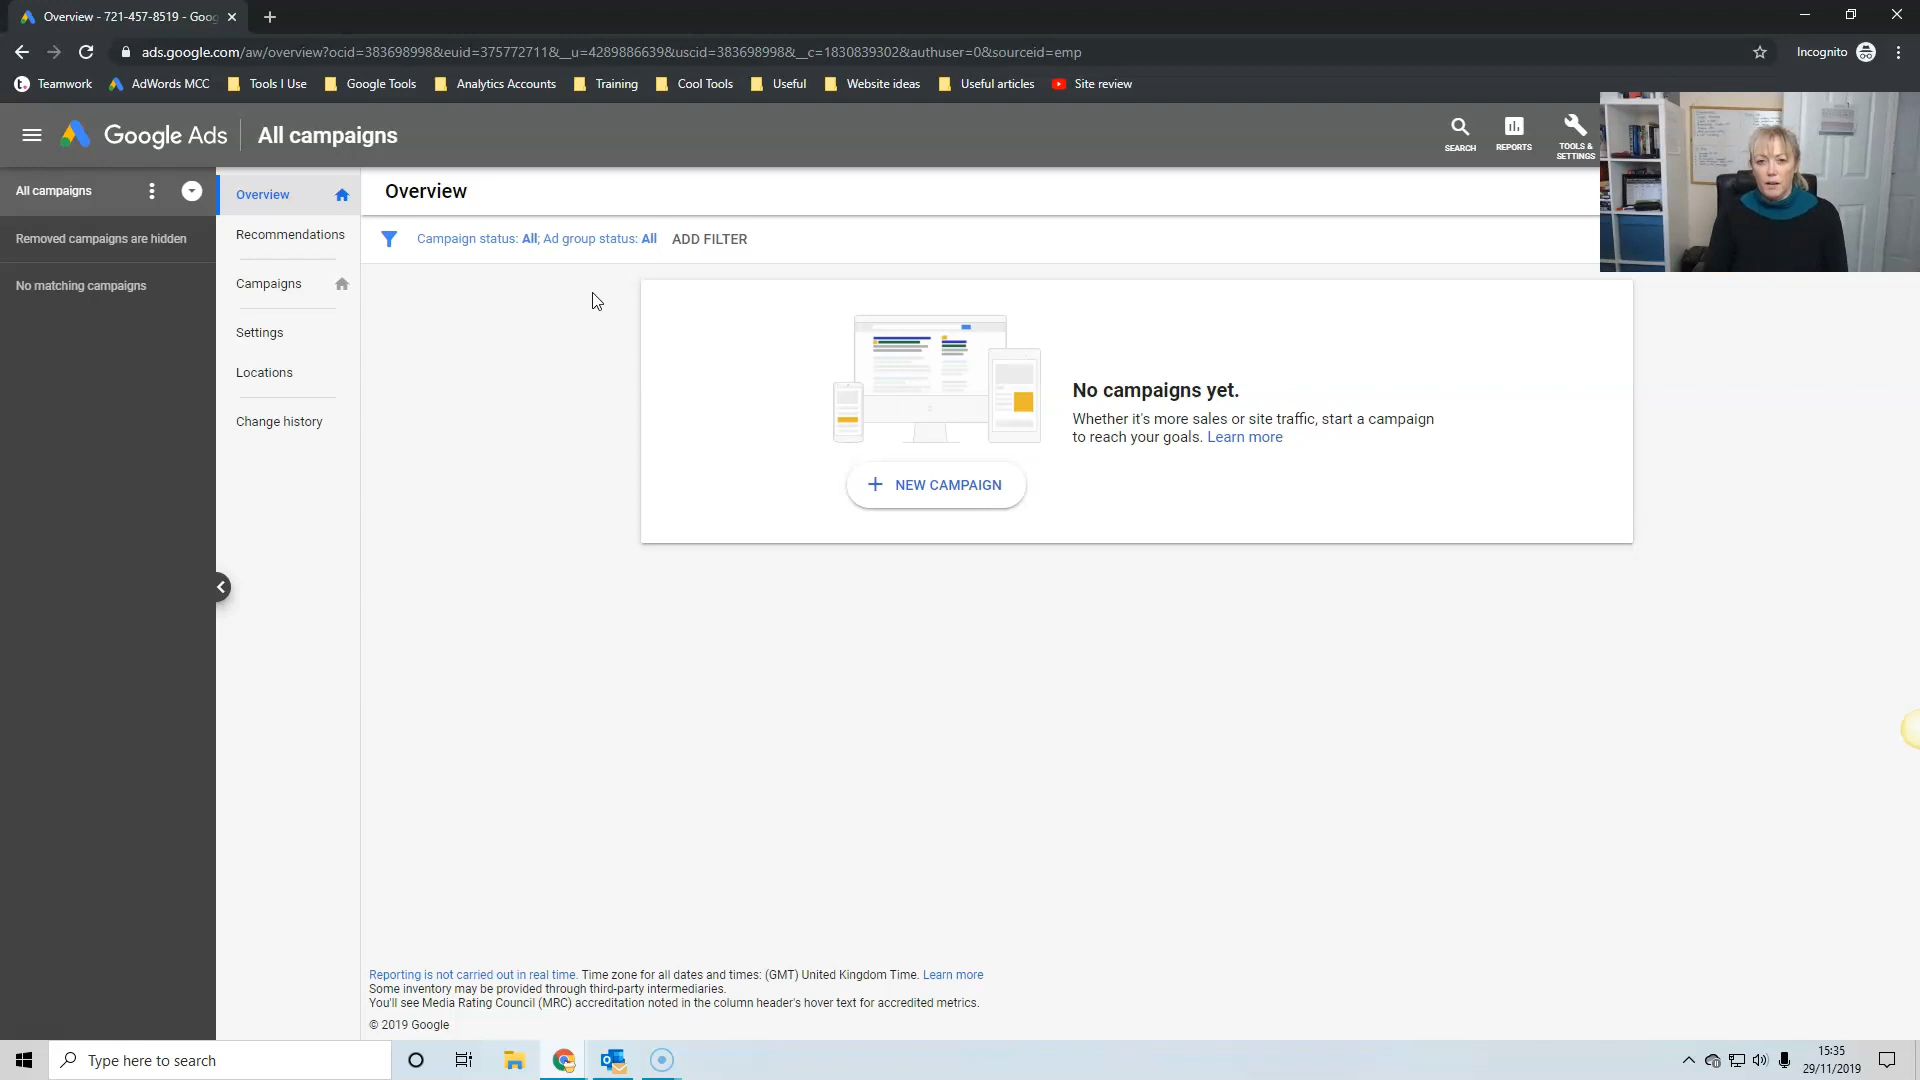 Overview - 721-457-8519 - Goog
ads.google.com/aw/overview?ocid=383698998&euid=375772711&__u=4289886639&uscid=383698998&__c=1830839302&authuser=0&sourceid=emp
Incognito
Teamwork
AdWords MCC
Tools I Use
Google Tools
Analytics Accounts
Training
Cool Tools
Useful
Website ideas
Useful articles
Site review
Google Ads
All campaigns
SEARCH
REPORTS
TOOLS &
SETTINGS
All campaigns
Removed campaigns are hidden
No matching campaigns
Overview
Recommendations
Campaigns
Settings
Locations
Change history
Overview
Campaign status: All; Ad group status: All
ADD FILTER
No campaigns yet.
Whether it's more sales or site traffic, start a campaign
to reach your goals. Learn more
NEW CAMPAIGN
Reporting is not carried out in real time. Time zone for all dates and times: (GMT) United Kingdom Time. Learn more
Some inventory may be provided through third-party intermediaries.
You'll see Media Rating Council (MRC) accreditation noted in the column header's hover text for accredited metrics.
© 2019 Google
Type here to search
15:35
29/11/2019